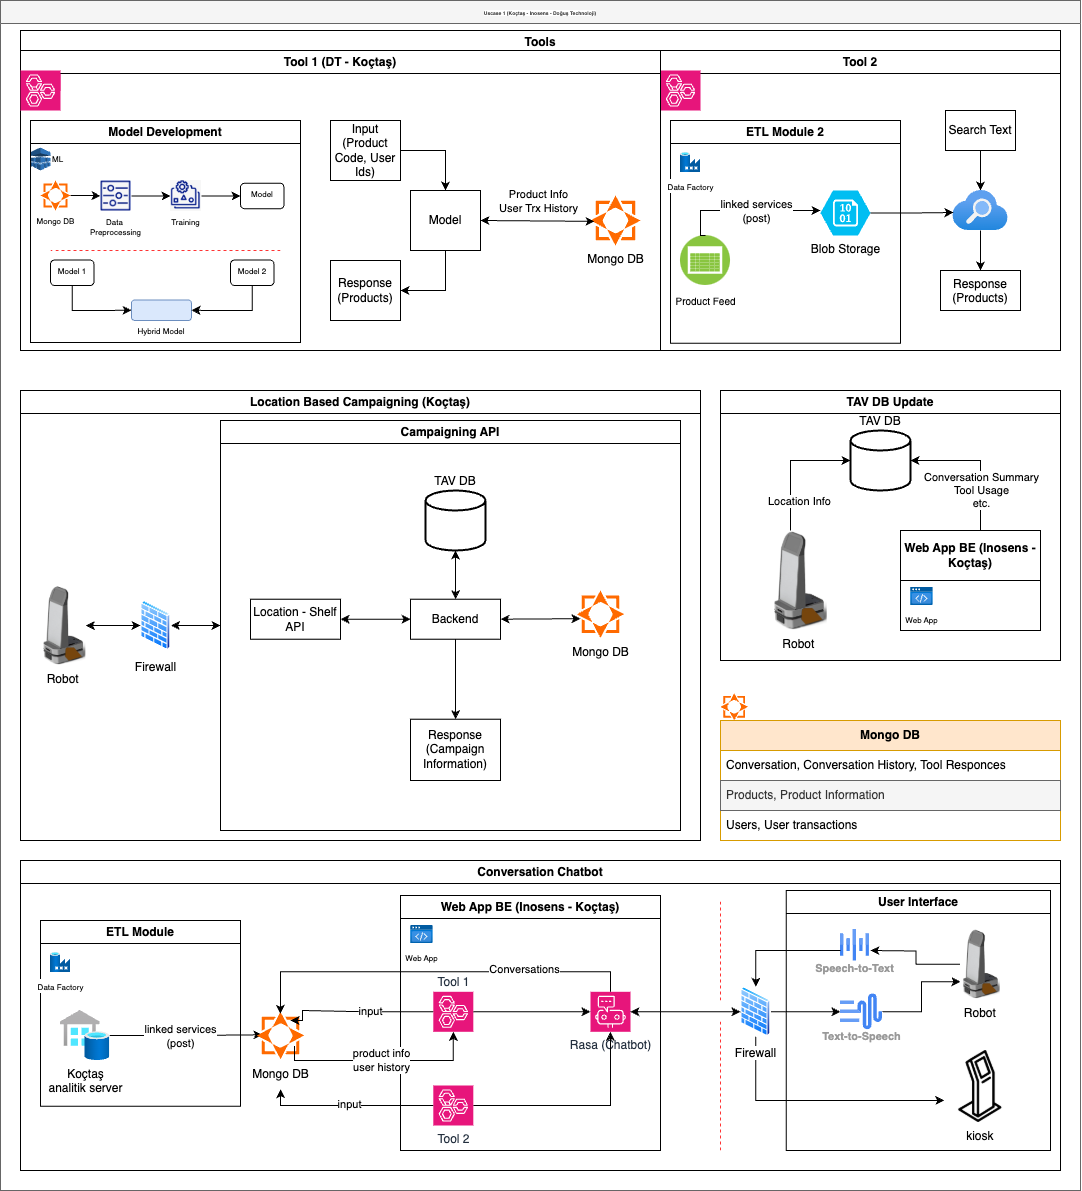 Uscase 1 (Koçtaş - Inosens - Doğuş Technoloji)
Tools
Tool 1 (DT - Koçtaş)
Tool 2
Model Development
ML
Mongo DB
Data
Preprocessing
Training
Model
Model 1
Model 2
Hybrid Model
Input
(Product
Code, User
Ids)
Model
Product Info
User Trx History
Mongo DB
Response
(Products)
ETL Module 2
Data Factory
linked services
(post)
Product Feed
10
01
Blob Storage
Search Text
Response
(Products)
Location Based Campaigning (Koçtaş)
Campaigning API
TAV DB
Location - Shelf
API
Backend
Mongo DB
Robot
Firewall
Response
(Campaign
Information)
TAV DB Update
TAV DB
Location Info
Conversation Summary
Tool Usage
etc.
Web App BE (Inosens -
Koçtaş)
Web App
Robot
Mongo DB
Conversation, Conversation History, Tool Responces
Products, Product Information
Users, User transactions
Conversation Chatbot
ETL Module
Data Factory
Koçtaş
analitik server
linked services
(post)
Mongo DB
Web App BE (Inosens - Koçtaş)
Web App
Conversations
Tool 1
input
product info
user history
Rasa (Chatbot)
input
Tool 2
User Interface
Speech-to-Text
Text-to-Speech
Firewall
Robot
kiosk